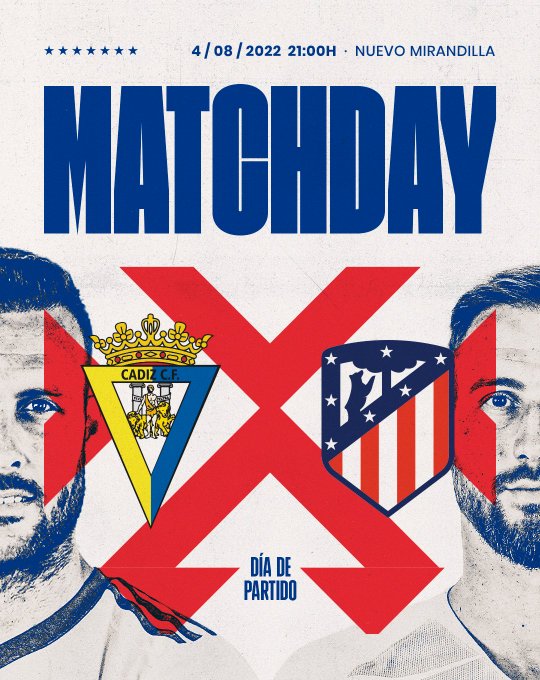 ★★★★★★★ 4 / 08 / 2022 21:00H · NUEVO MIRANDILLA
MATCHDAY
CADIZ C.F.
DÍA DE
PARTIDO